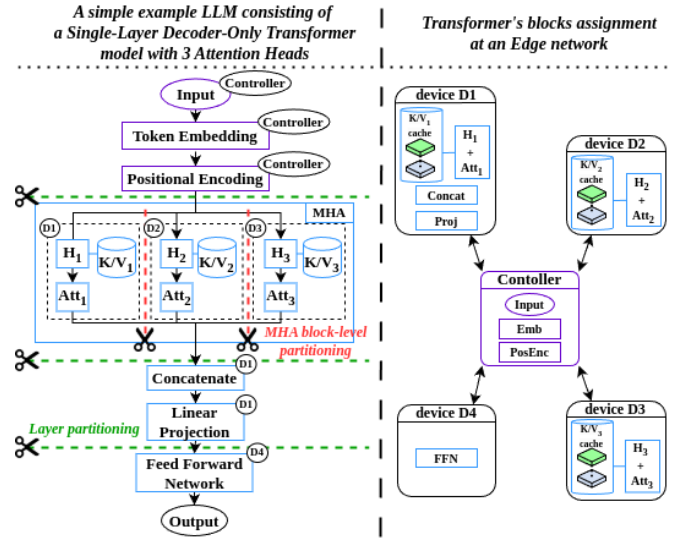 A simple example LLM consisting of
a Single-Layer Decoder-Only Transformer
model with 3 Attention Heads
Input
Controller
Token Embedding
Controller
Positional Encoding
Controller
MHA
D1
D2
D3
H1
K/V1
H2
K/V2
H3
K/V3
Att1
Att2
Att3
MHA block-level
partitioning
Concatenate
D1
Linear
Projection
D1
Layer partitioning
Feed Forward
Network
D4
Output
Transformer's blocks assignment
at an Edge network
device D1
K/V1
cache
H1
+
Att1
Concat
Proj
device D2
K/V2
cache
H2
+
Att2
Contoller
Input
Emb
PosEnc
device D4
FFN
device D3
K/V3
cache
H3
+
Att3